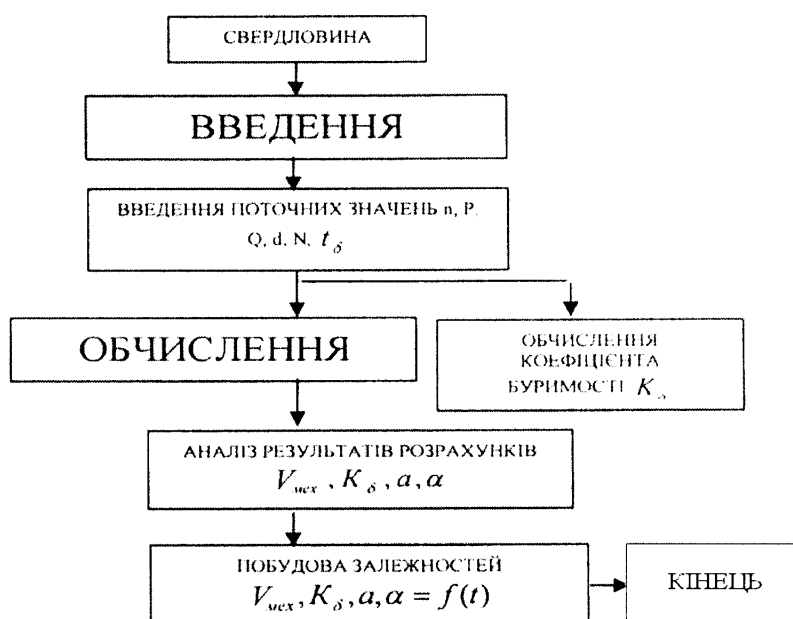 СВЕРДЛОВИНА
ВВЕДЕННЯ
ВВЕДЕННЯ ПОТОЧНИХ ЗНАЧЕНЬ n, P,
Q, d, N, t_б
ОБЧИСЛЕННЯ
ОБЧИСЛЕННЯ
КОЕФІЦІЄНТА
БУРИМОСТІ K_б
АНАЛІЗ РЕЗУЛЬТАТІВ РОЗРАХУНКІВ
V_мех , K_б , a, α
ПОБУДОВА ЗАЛЕЖНОСТЕЙ
V_мех , K_б , a, α = f(t)
КІНЕЦЬ